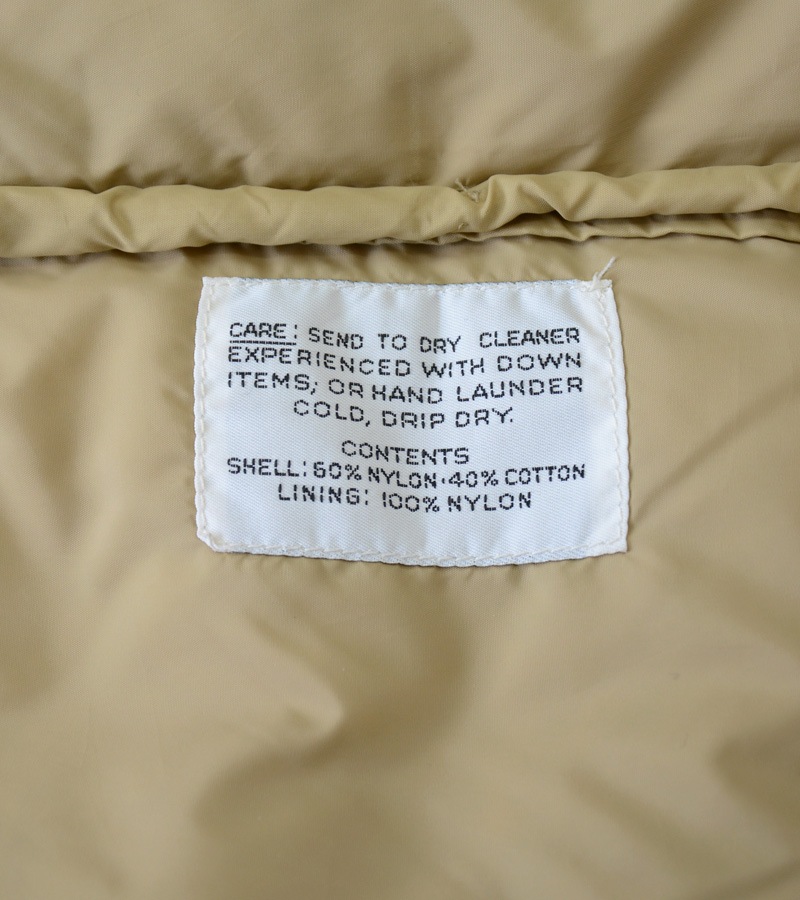 CARE: SEND TO DRY CLEANER
EXPERIENCED WITH DOWN
ITEMS; OR HAND LAUNDER
COLD, DRIP DRY.
CONTENTS
SHELL: 60% NYLON·40% COTTON
LINING: 100% NYLON